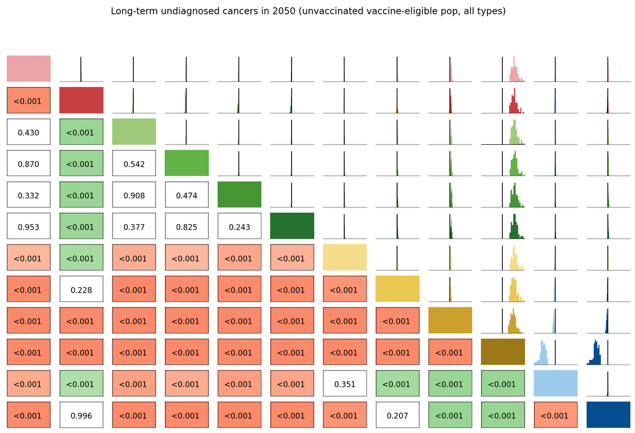 Long-term undiagnosed cancers in 2050 (unvaccinated vaccine-eligible pop, all types)
<0.001
0.430 <0.001
0.870 <0.001 0.542
0.332 <0.001 0.908 0.474
0.953 <0.001 0.377 0.825 0.243
<0.001 <0.001 <0.001 <0.001 <0.001 <0.001
<0.001 0.228 <0.001 <0.001 <0.001 <0.001 <0.001
<0.001 <0.001 <0.001 <0.001 <0.001 <0.001 <0.001 <0.001
<0.001 <0.001 <0.001 <0.001 <0.001 <0.001 <0.001 <0.001 <0.001
<0.001 <0.001 <0.001 <0.001 <0.001 <0.001 0.351 <0.001 <0.001 <0.001
<0.001 0.996 <0.001 <0.001 <0.001 <0.001 <0.001 0.207 <0.001 <0.001 <0.001